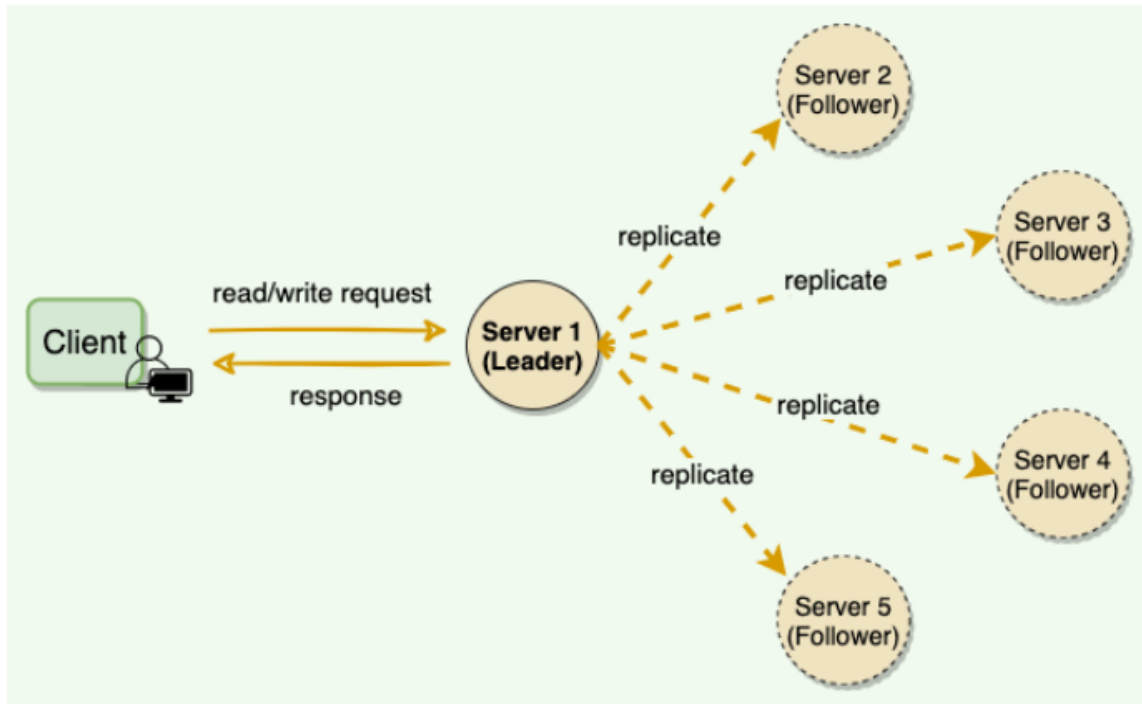 Server 2
(Follower)
Server 3
(Follower)
replicate
replicate
read/write request
Client
Server 1
(Leader)
response
replicate
replicate
Server 4
(Follower)
Server 5
(Follower)